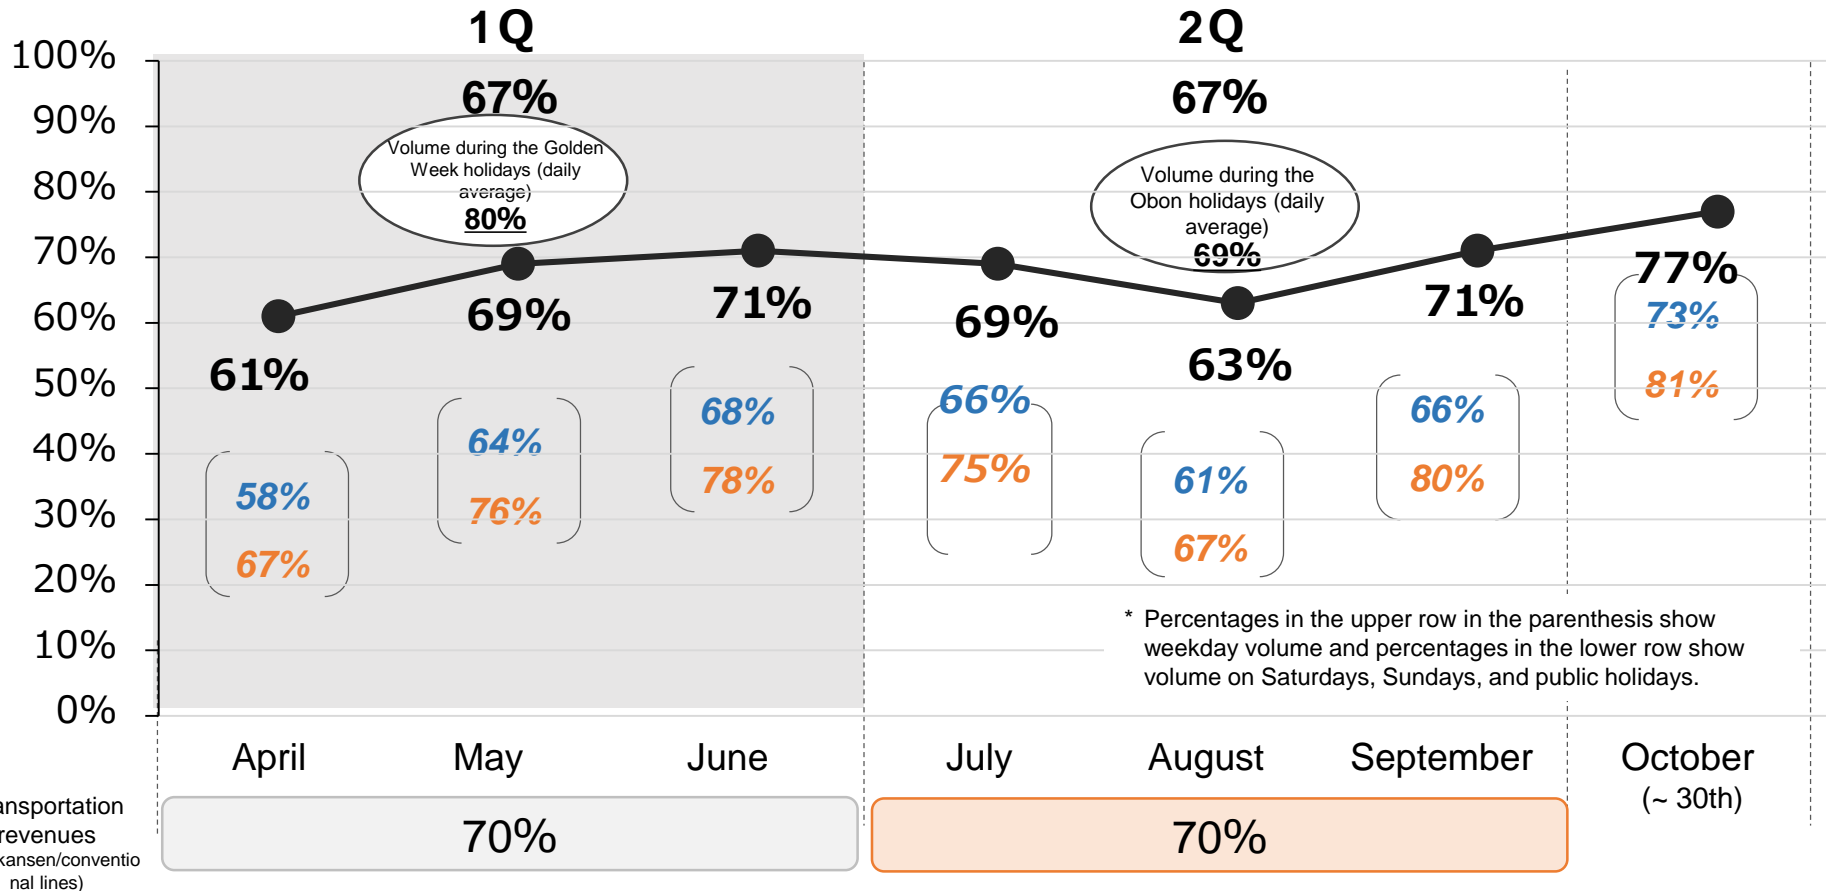 1Q
2Q
100%
90%
80%
70%
60%
50%
40%
30%
20%
10%
0%
67%
Volume during the Golden
Week holidays (daily
average)
80%
67%
Volume during the
Obon holidays (daily
average)
69%
61%
69%
71%
69%
63%
71%
77%
58%
67%
64%
76%
68%
78%
66%
75%
61%
67%
66%
80%
73%
81%
* Percentages in the upper row in the parenthesis show
weekday volume and percentages in the lower row show
volume on Saturdays, Sundays, and public holidays.
April
May
June
July
August
September
October
(~ 30th)
ansportation
revenues
kansen/conventio
nal lines)
70%
70%